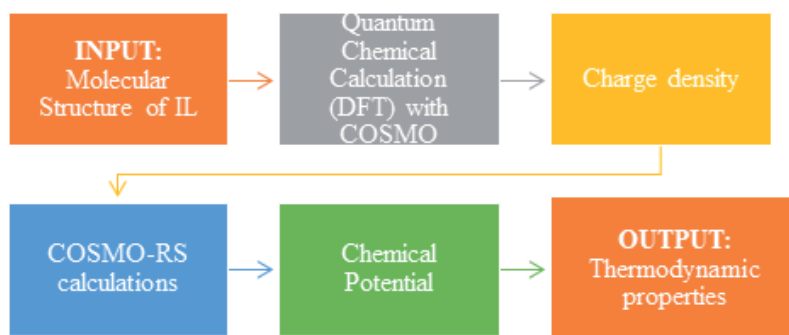 INPUT:
Molecular
Structure of IL
Quantum
Chemical
Calculation
(DFT) with
COSMO
Charge density
COSMO-RS
calculations
Chemical
Potential
OUTPUT:
Thermodynamic
properties